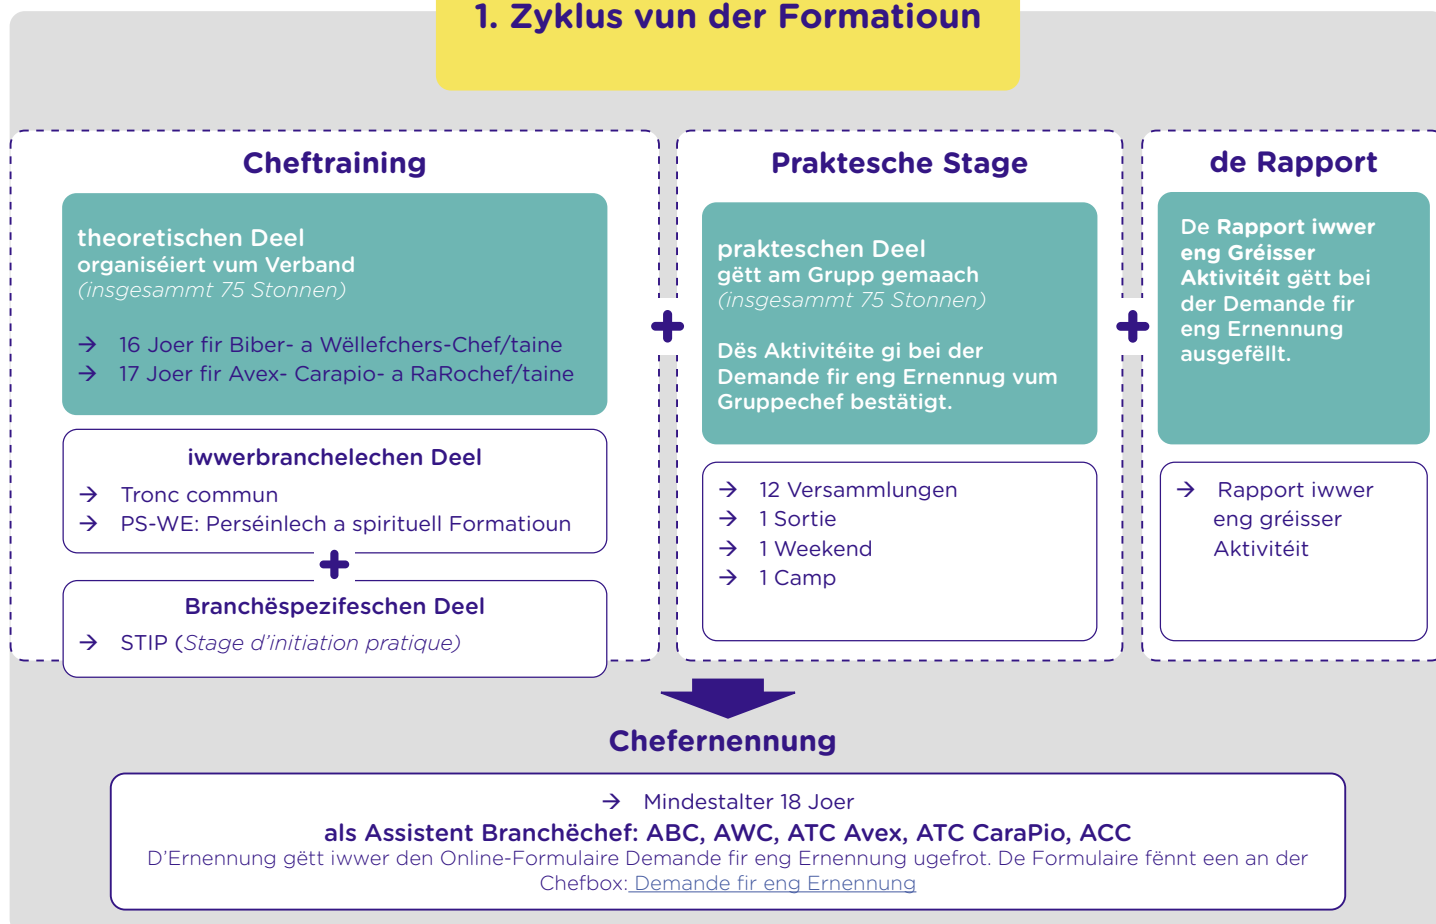 1. Zyklus vun der Formatioun
Cheftraining
theoretischen Deel
organiséiert vum Verband
(insgesammt 75 Stonnen)
→ 16 Joer fir Biber- a Wëllefchers-Chef/taine
→ 17 Joer fir Avex- Carapio- a RaRochef/taine
iwwerbranchelechen Deel
→ Tronc commun
→ PS-WE: Perséinlech a spirituell Formatioun
+
Branchëspezifeschen Deel
→ STIP (Stage d'initiation pratique)
+
Praktesche Stage
prakteschen Deel
gëtt am Grupp gemaach
(insgesammt 75 Stonnen)
Dës Aktivitéite gi bei der
Demande fir eng Ernennug vum
Gruppechef bestätigt.
→ 12 Versammlungen
→ 1 Sortie
→ 1 Weekend
→ 1 Camp
+
de Rapport
De Rapport iwwer
eng Gréisser
Aktivitéit gëtt bei
der Demande fir
eng Ernennung
ausgefëllt.
→ Rapport iwwer
eng gréisser
Aktivitéit
Chefernennung
→ Mindestalter 18 Joer
als Assistent Branchëchef: ABC, AWC, ATC Avex, ATC CaraPio, ACC
D'Ernennung gëtt iwwer den Online-Formulaire Demande fir eng Ernennung ugefrot. De Formulaire fënnt een an der
Chefbox: Demande fir eng Ernennung